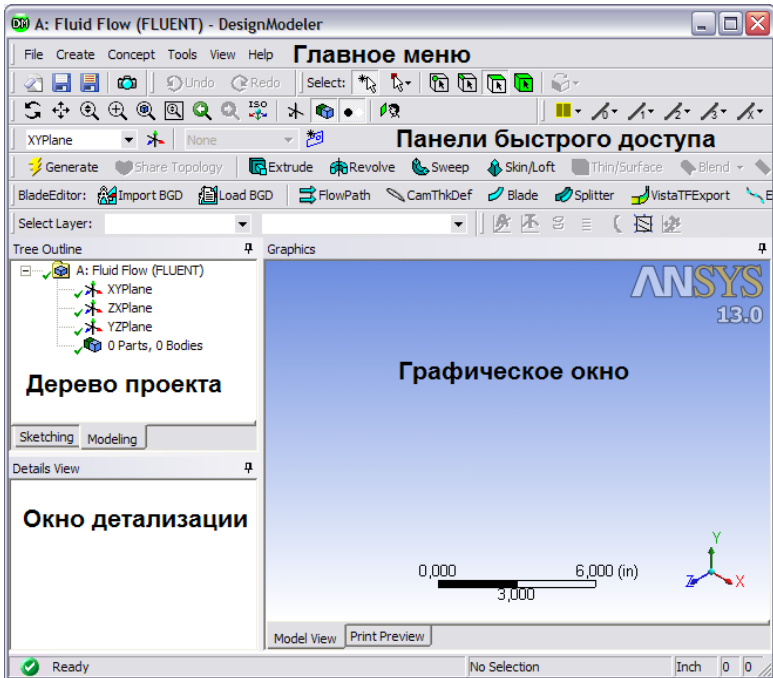 A: Fluid Flow (FLUENT) - DesignModeler
File Create Concept Tools View Help Главное меню
Undo Redo Select:
ISO
XYPlane None Панели быстрого доступа
Generate Share Topology Extrude Revolve Sweep Skin/Loft Thin/Surface Blend
BladeEditor: Import BGD Load BGD FlowPath CamThkDef Blade Splitter VistaTFExport E
Select Layer:
Tree Outline
A: Fluid Flow (FLUENT)
XYPlane
ZXPlane
YZPlane
0 Parts, 0 Bodies
Дерево проекта
Sketching Modeling
Details View
Окно детализации
Graphics
ANSYS
13.0
Графическое окно
0,000 6,000 (in)
3,000
Y
Z X
Model View Print Preview
Ready No Selection Inch 0 0